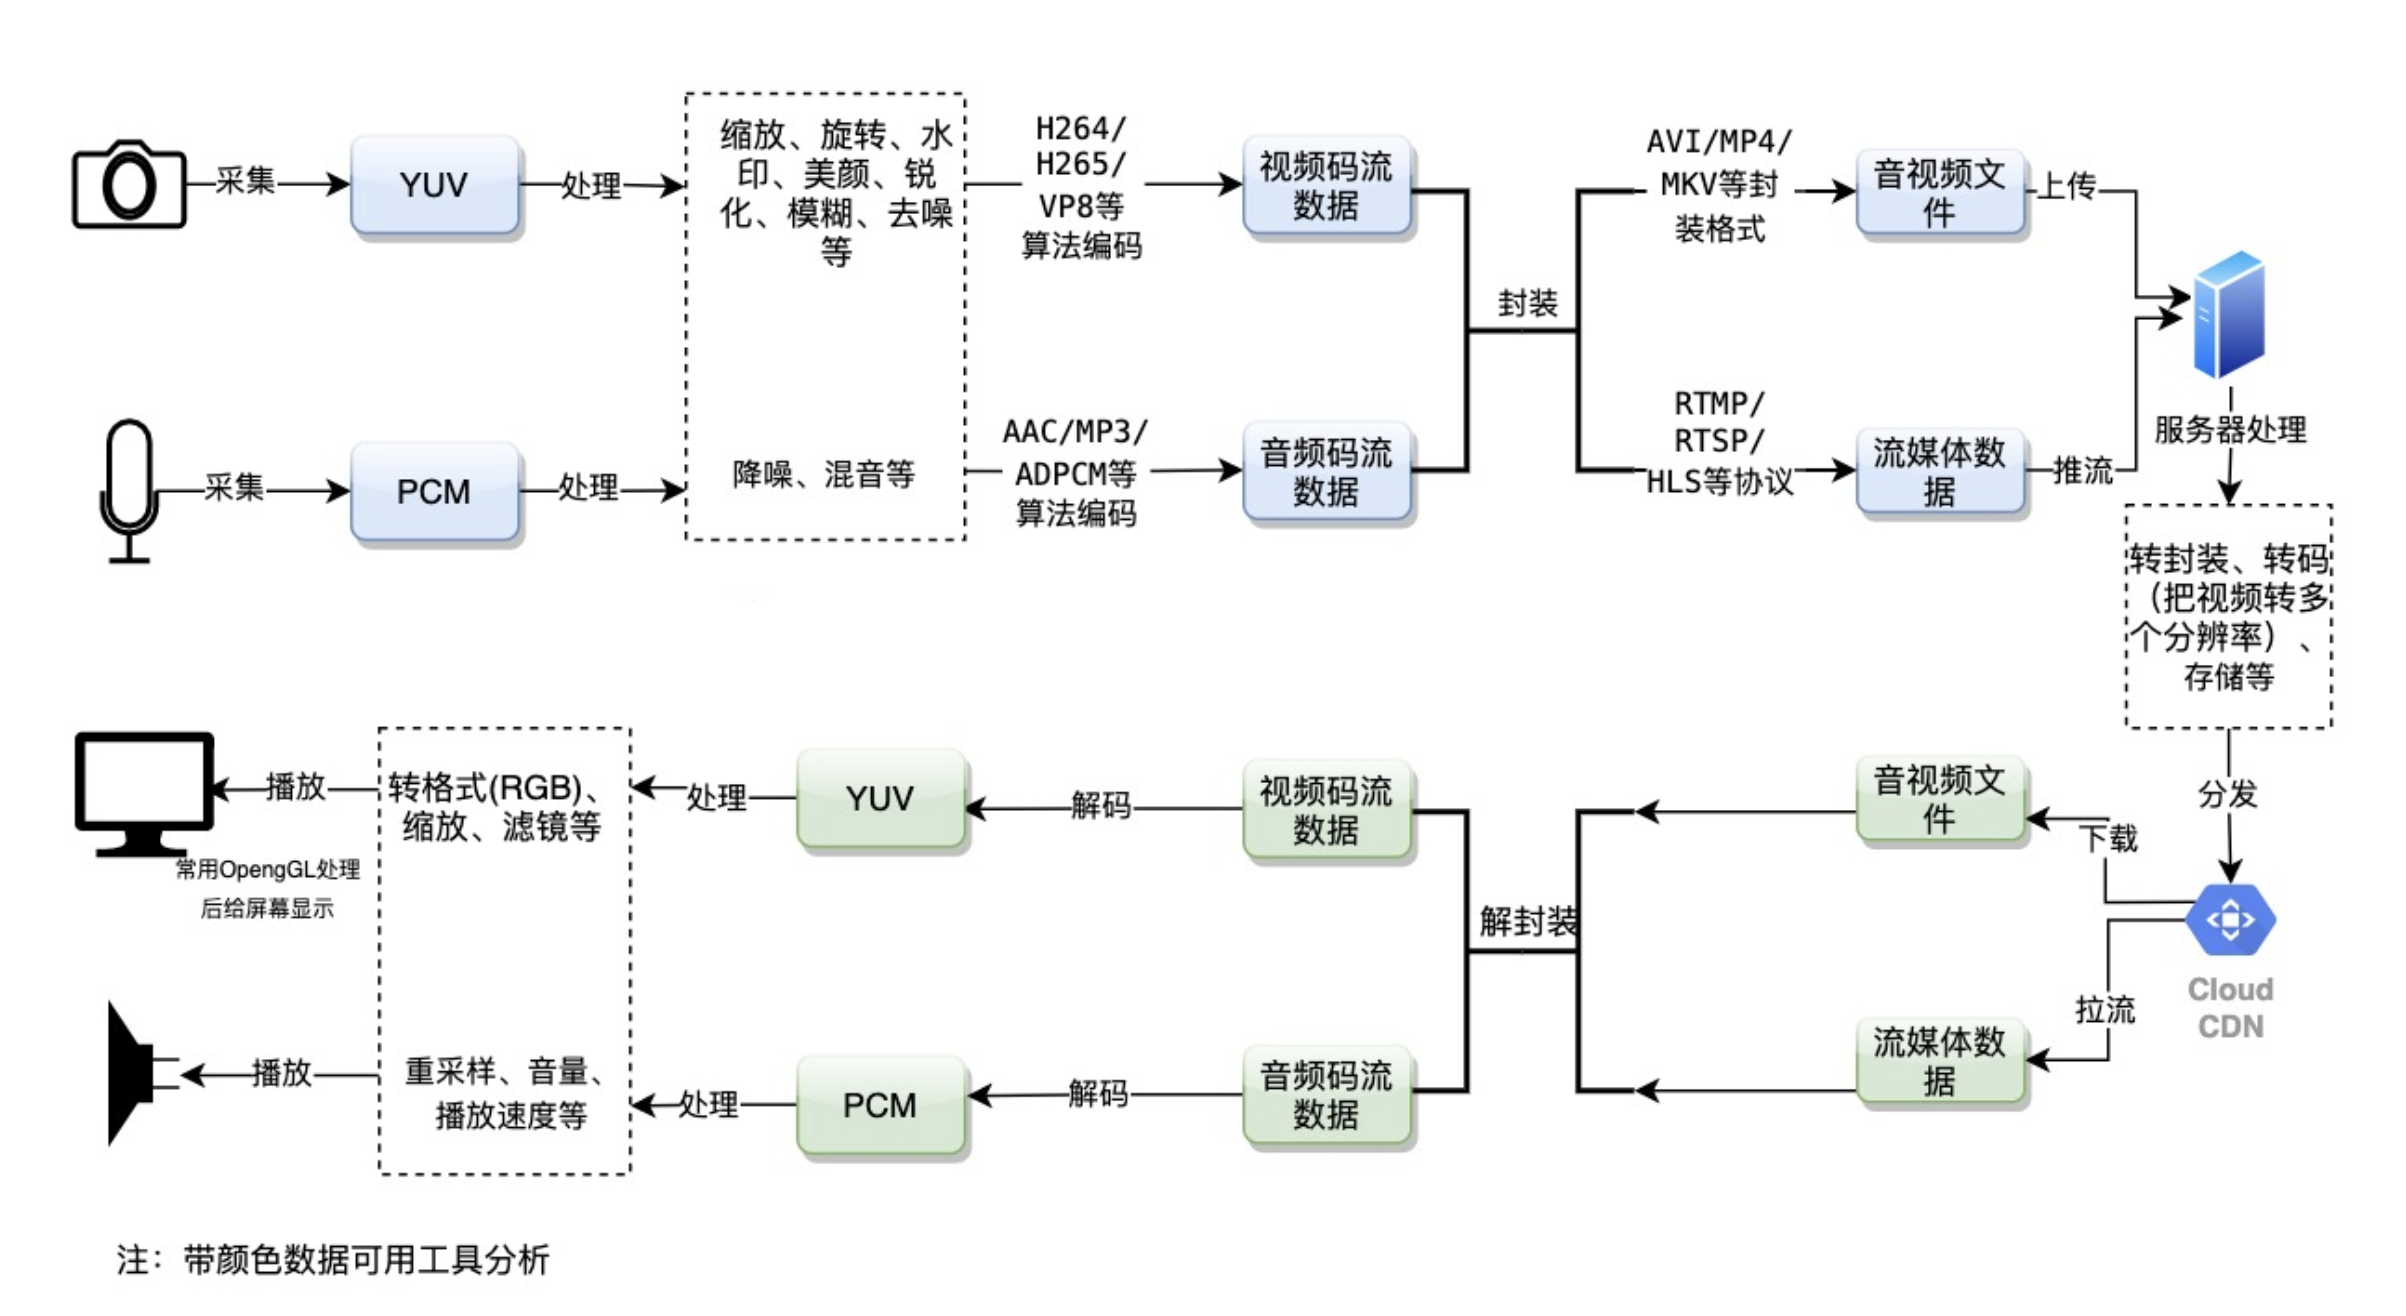 采集
YUV
处理
缩放、旋转、水
印、美颜、锐
化、模糊、去噪
等
H264/
H265/
VP8等
算法编码
视频码流
数据
封装
AVI/MP4/
MKV等封
装格式
音视频文
件
上传
采集
PCM
处理
降噪、混音等
AAC/MP3/
ADPCM等
算法编码
音频码流
数据
RTMP/
RTSP/
HLS等协议
流媒体数
据
推流
服务器处理
转封装、转码
（把视频转多
个分辨率）、
存储等
分发
Cloud
CDN
下载
音视频文
件
拉流
流媒体数
据
解封装
视频码流
数据
解码
YUV
处理
转格式(RGB)、
缩放、滤镜等
播放
常用OpengGL处理
后给屏幕显示
音频码流
数据
解码
PCM
处理
重采样、音量、
播放速度等
播放
注：带颜色数据可用工具分析